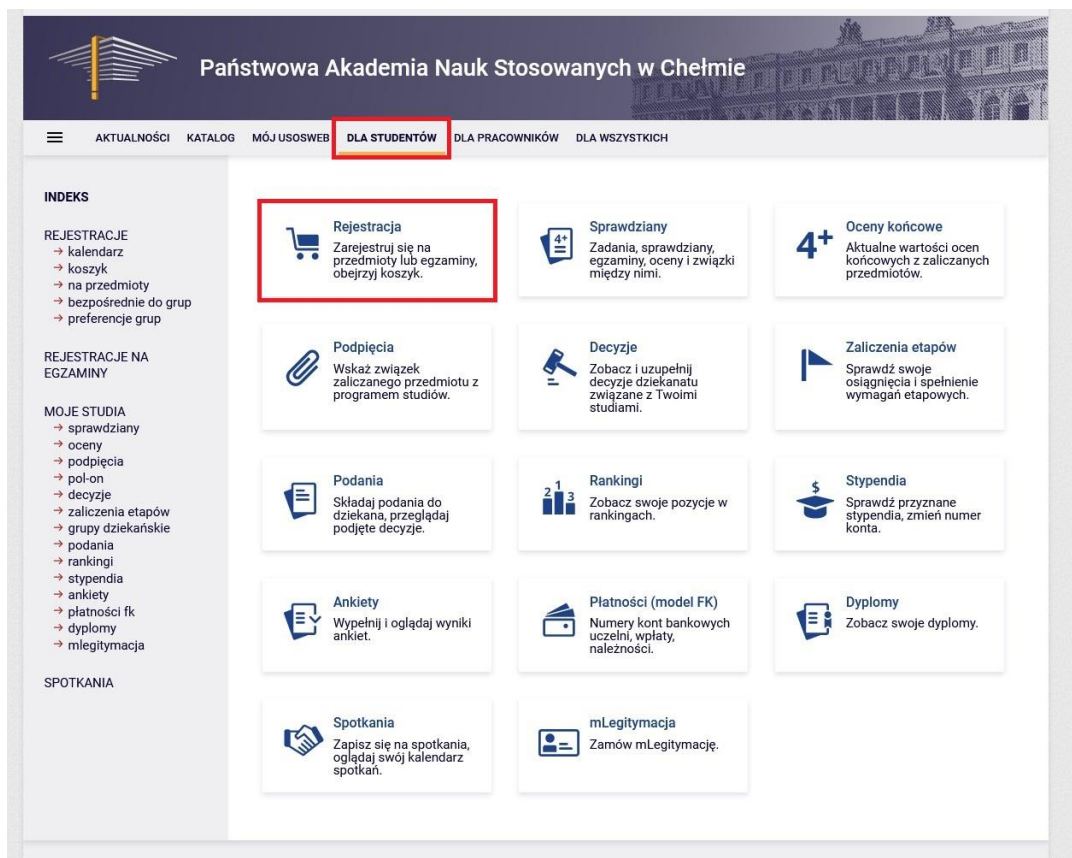 Państwowa Akademia Nauk Stosowanych w Chełmie
AKTUALNOŚCI KATALOG MÓJ USOSWEB DLA STUDENTÓW DLA PRACOWNIKÓW DLA WSZYSTKICH
INDEKS
REJESTRACJE
→ kalendarz
→ koszyk
→ na przedmioty
→ bezpośrednie do grup
→ preferencje grup
REJESTRACJE NA
EGZAMINY
MOJE STUDIA
→ sprawdziany
→ oceny
→ podpięcia
→ pol-on
→ decyzje
→ zaliczenia etapów
→ grupy dziekańskie
→ podania
→ rankingi
→ stypendia
→ ankiety
→ płatności fk
→ dyplomy
→ mlegitymacja
SPOTKANIA
Rejestracja
Zarejestruj się na
przedmioty lub egzaminy,
obejrzyj koszyk.
4+
Sprawdziany
Zadania, sprawdziany,
egzaminy, oceny i związki
między nimi.
4+
Oceny końcowe
Aktualne wartości ocen
końcowych z zaliczanych
przedmiotów.
Podpięcia
Wskaż związek
zaliczanego przedmiotu z
programem studiów.
Decyzje
Zobacz i uzupełnij
decyzje dziekanatu
związane z Twoimi
studiami.
Zaliczenia etapów
Sprawdź swoje
osiągnięcia i spełnienie
wymagań etapowych.
Podania
Składaj podania do
dziekana, przeglądaj
podjęte decyzje.
2 1 3
Rankingi
Zobacz swoje pozycje w
rankingach.
$
Stypendia
Sprawdź przyznane
stypendia, zmień numer
konta.
Ankiety
Wypełnij i oglądaj wyniki
ankiet.
Płatności (model FK)
Numery kont bankowych
uczelni, wpłaty,
należności.
Dyplomy
Zobacz swoje dyplomy.
Spotkania
Zapisz się na spotkania,
oglądaj swój kalendarz
spotkań.
mLegitymacja
Zamów mLegitymację.